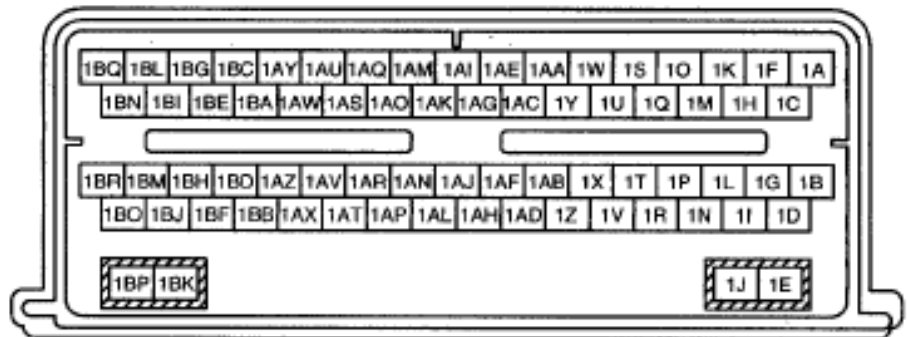 1BQ 1BL 1BG 1BC 1AY 1AU 1AQ 1AM 1AI 1AE 1AA 1W 1S 1O 1K 1F 1A
1BN 1BI 1BE 1BA 1AW 1AS 1AO 1AK 1AG 1AC 1Y 1U 1Q 1M 1H 1C
1BR 1BM 1BH 1BD 1AZ 1AV 1AR 1AN 1AJ 1AF 1AB 1X 1T 1P 1L 1G 1B
1BO 1BJ 1BF 1BB 1AX 1AT 1AP 1AL 1AH 1AD 1Z 1V 1R 1N 1I 1D
1BP 1BK 1J 1E